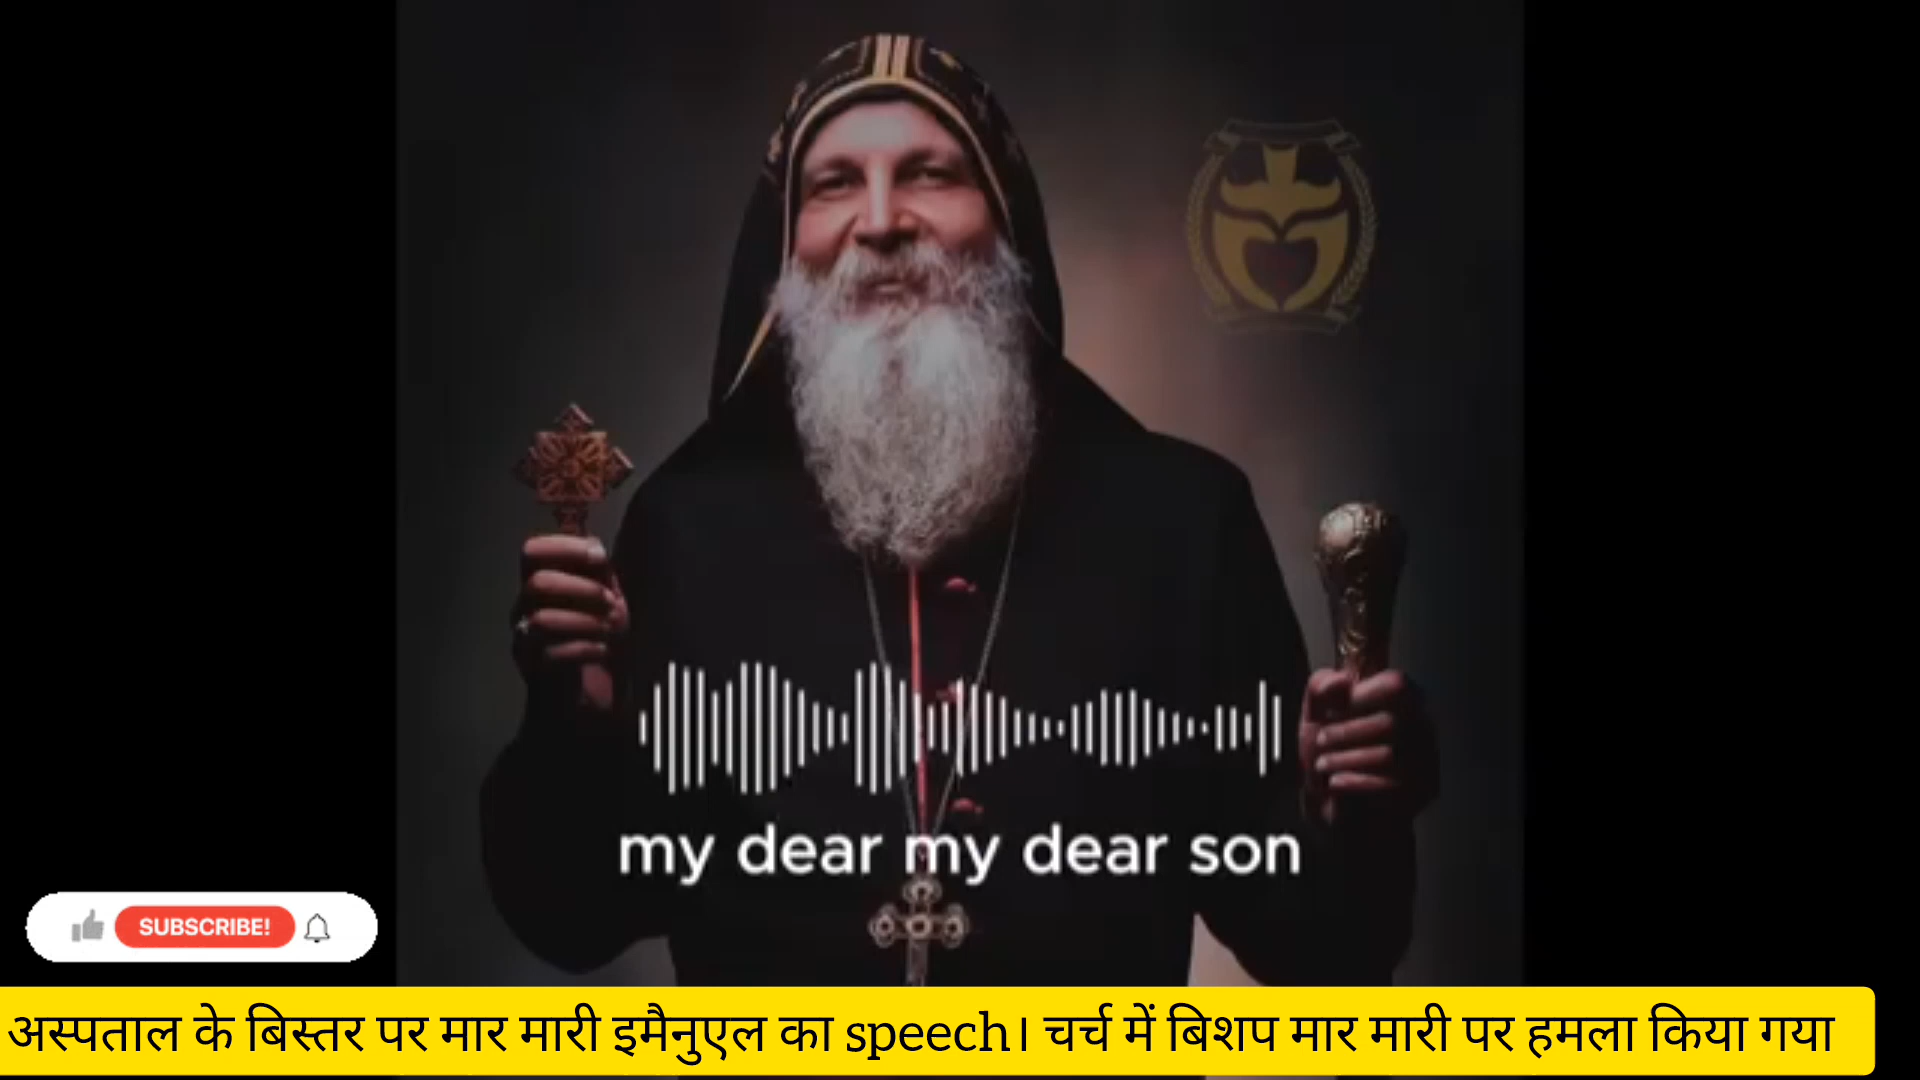 my dear my dear son
SUBSCRIBE!
अस्पताल के बिस्तर पर मार मारी इमैनुएल का speech। चर्च में बिशप मार मारी पर हमला किया गया